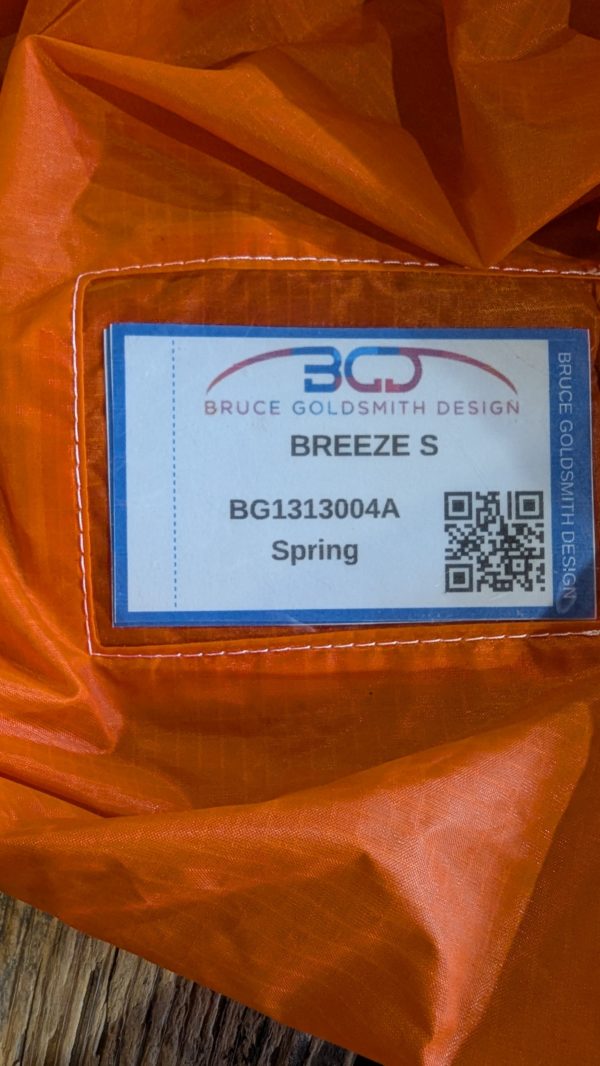 BGD
BRUCE GOLDSMITH DESIGN
BREEZE S
BG1313004A
Spring
BRUCE GOLDSMITH DESIGN